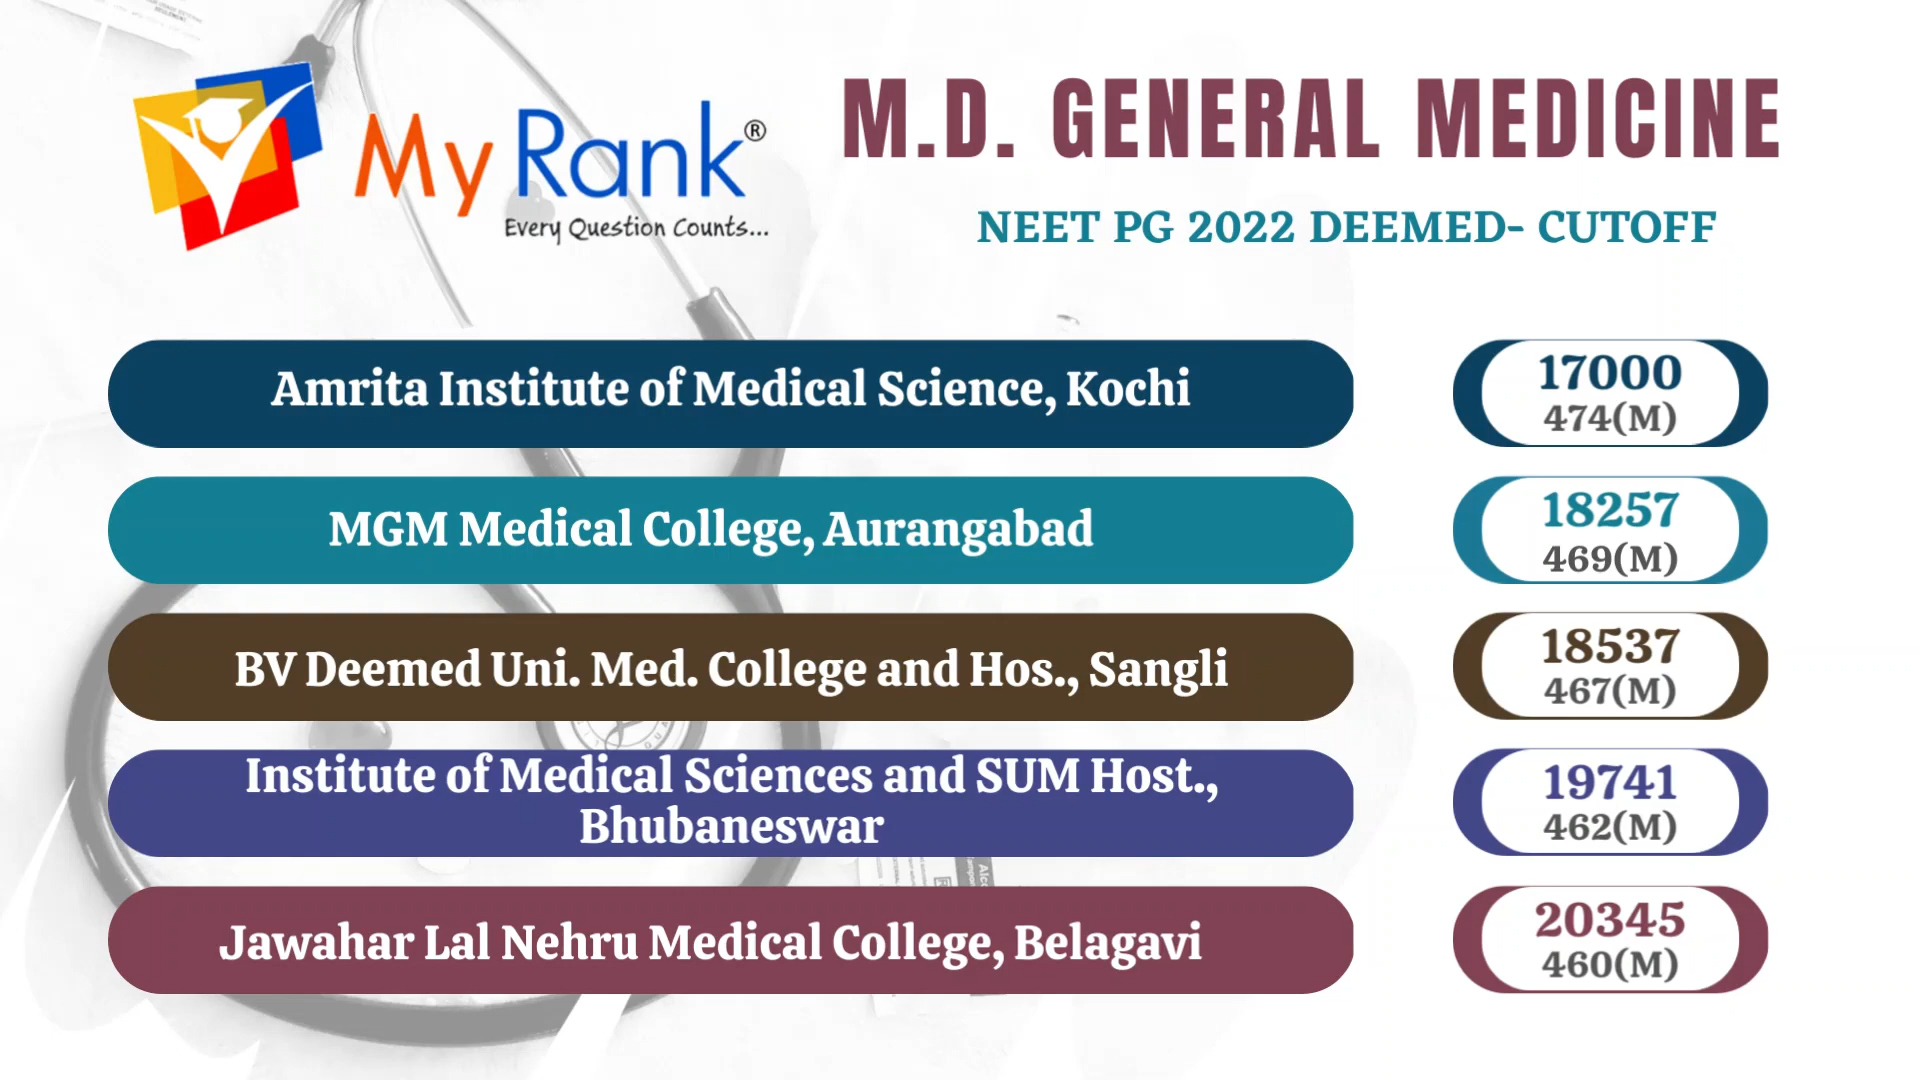 My Rank®
Every Question Counts...
M.D. GENERAL MEDICINE
NEET PG 2022 DEEMED- CUTOFF
Amrita Institute of Medical Science, Kochi
17000
474(M)
MGM Medical College, Aurangabad
18257
469(M)
BV Deemed Uni. Med. College and Hos., Sangli
18537
467(M)
Institute of Medical Sciences and SUM Host.,
Bhubaneswar
19741
462(M)
Jawahar Lal Nehru Medical College, Belagavi
20345
460(M)